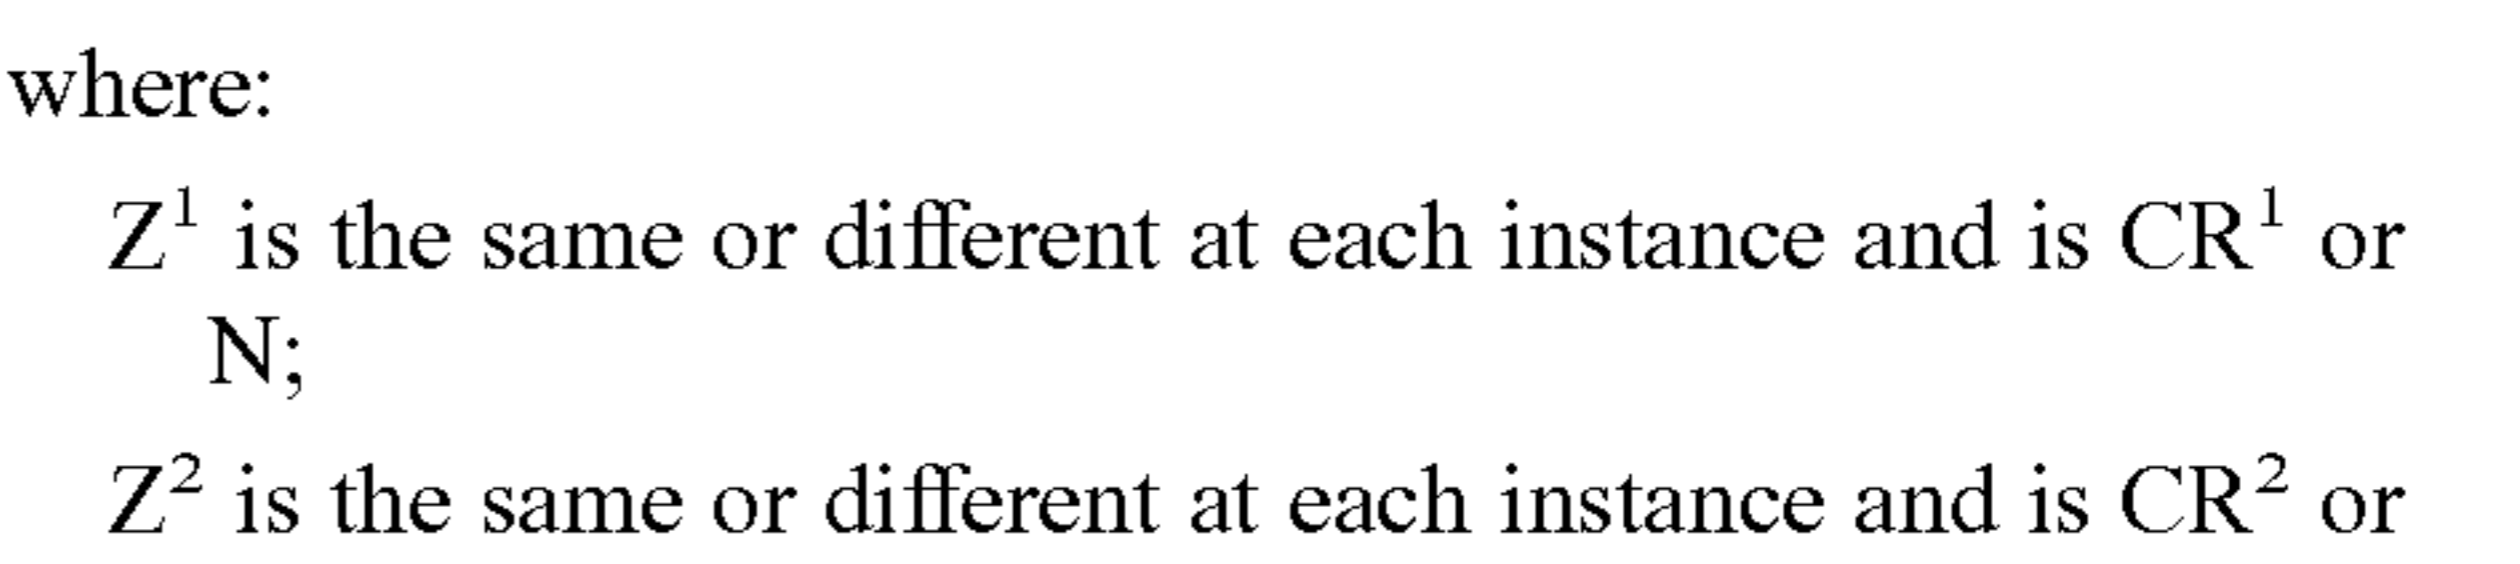 where:
Z¹ is the same or different at each instance and is CR¹ or
N;
Z² is the same or different at each instance and is CR² or